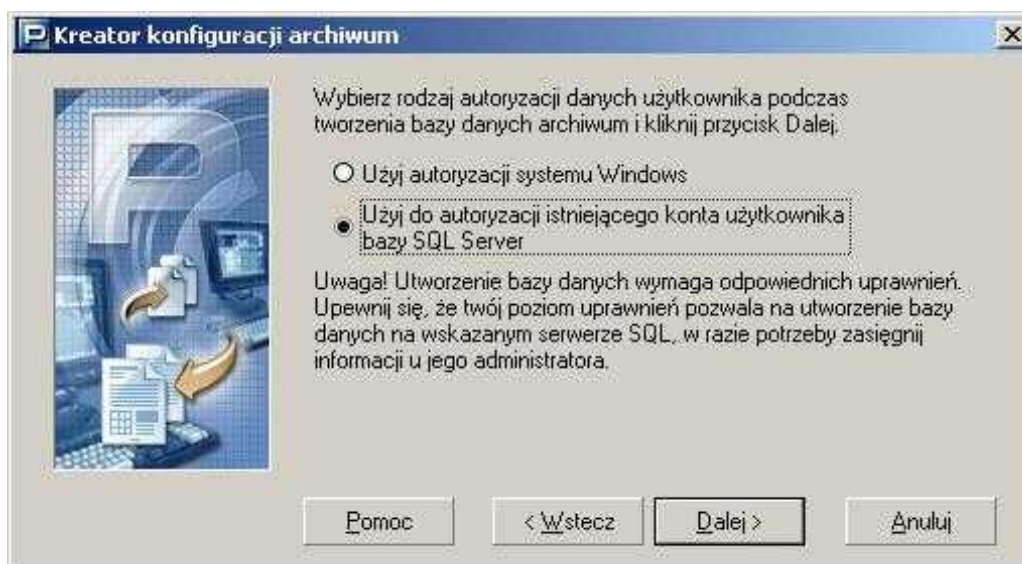 Kreator konfiguracji archiwum
Wybierz rodzaj autoryzacji danych użytkownika podczas
tworzenia bazy danych archiwum i kliknij przycisk Dalej.
Użyj autoryzacji systemu Windows
Użyj do autoryzacji istniejącego konta użytkownika
bazy SQL Server
Uwaga! Utworzenie bazy danych wymaga odpowiednich uprawnień.
Upewnij się, że twój poziom uprawnień pozwala na utworzenie bazy
danych na wskazanym serwerze SQL, w razie potrzeby zasięgnij
informacji u jego administratora.
Pomoc
< Wstecz
Dalej >
Anuluj